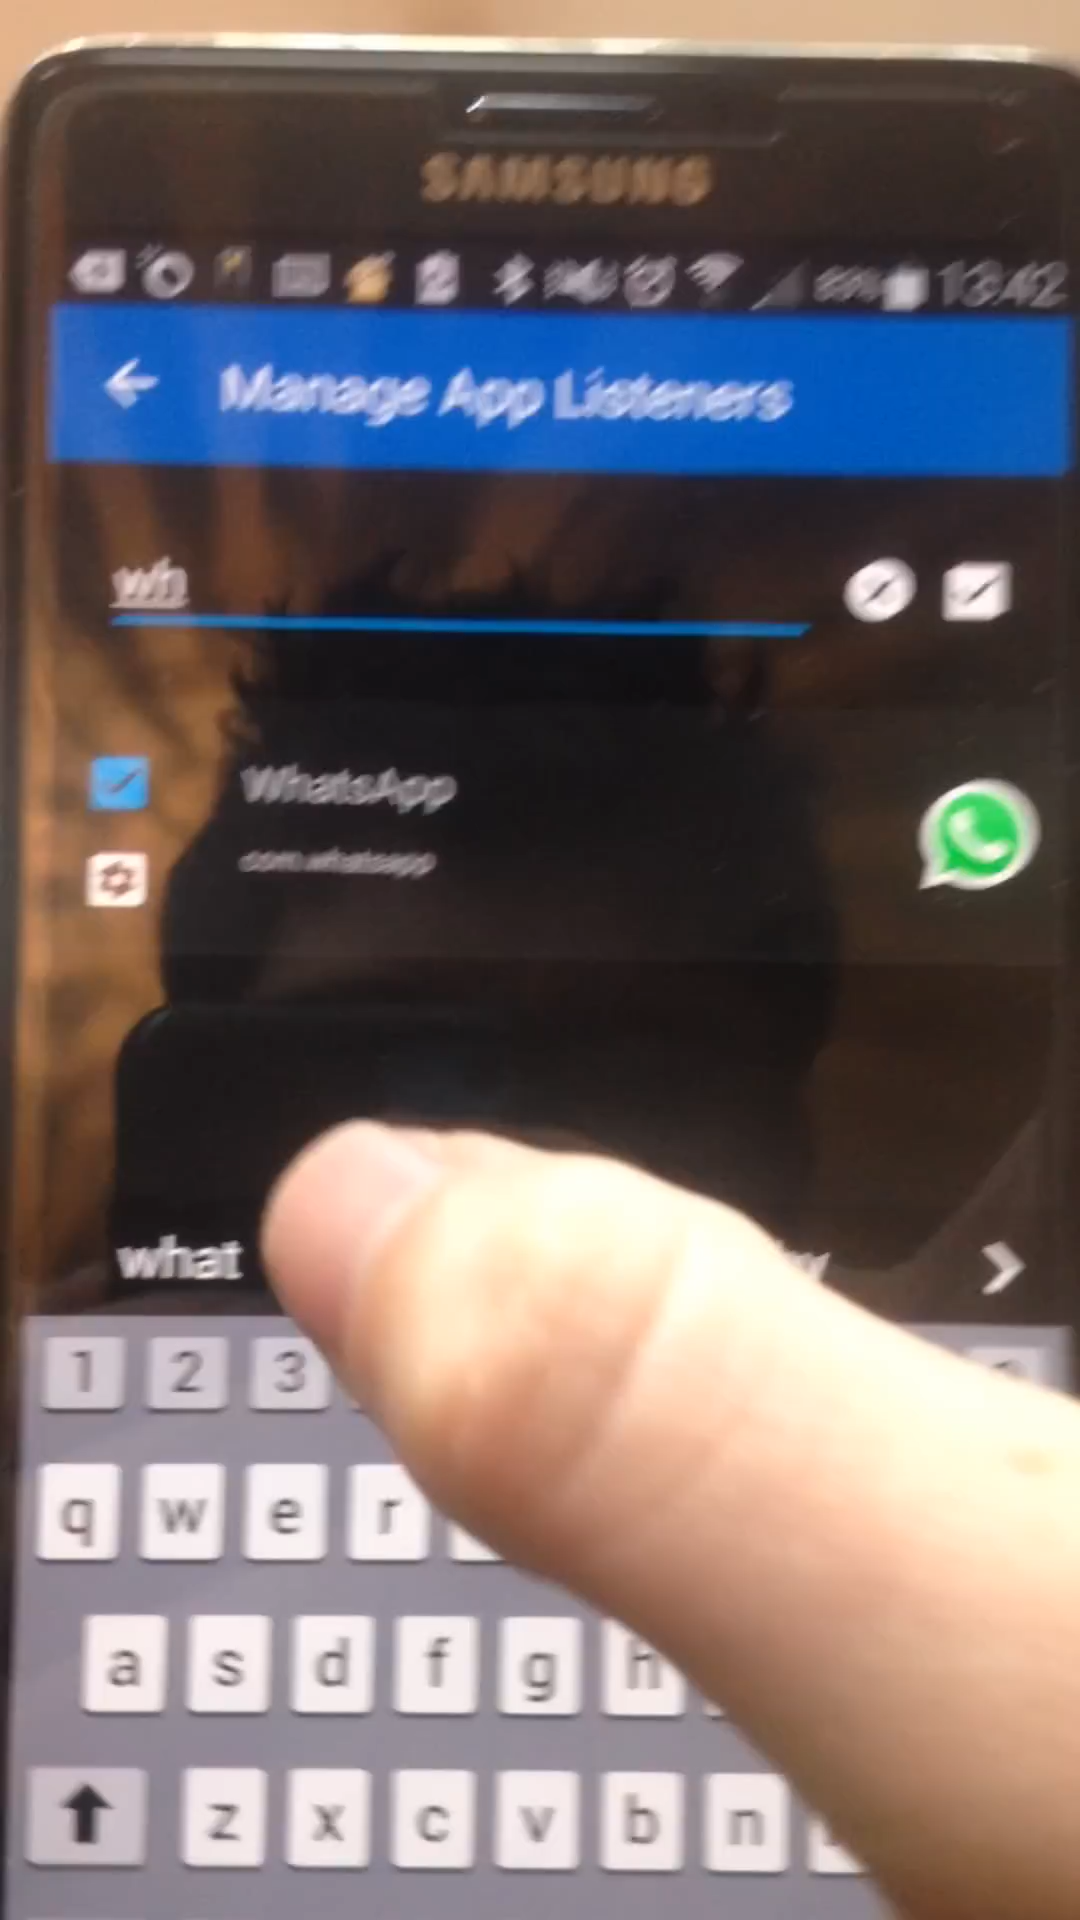 SAMSUNG
13:42
Manage App Listeners
wh
WhatsApp
com.whatsapp
what
1 2 3
q w e r
a s d f g h
z x c v b n